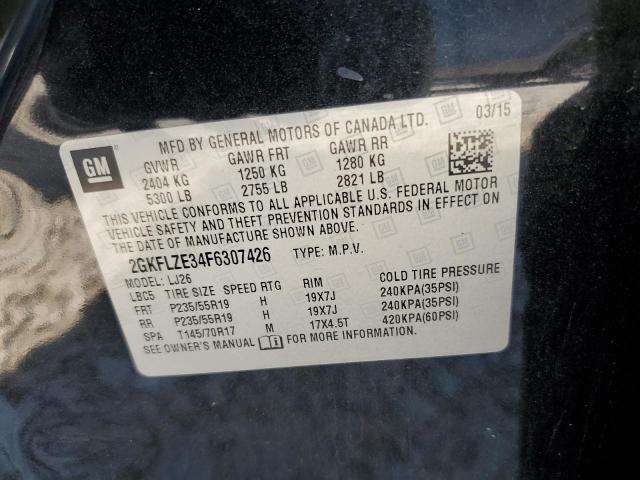 MFD BY GENERAL MOTORS OF CANADA LTD. 03/15
GM
GVWR GAWR FRT GAWR RR
2404 KG 1250 KG 1280 KG
5300 LB 2755 LB 2821 LB
THIS VEHICLE CONFORMS TO ALL APPLICABLE U.S. FEDERAL MOTOR
VEHICLE SAFETY AND THEFT PREVENTION STANDARDS IN EFFECT ON
THE DATE OF MANUFACTURE SHOWN ABOVE.
2GKFLZE34F6307426 TYPE: M.P.V.
MODEL: LJ26
LBC5 TIRE SIZE SPEED RTG RIM COLD TIRE PRESSURE
FRT P235/55R19 H 19X7J 240KPA(35PSI)
RR P235/55R19 H 19X7J 240KPA(35PSI)
SPA T145/70R17 M 17X4.5T 420KPA(60PSI)
SEE OWNER'S MANUAL FOR MORE INFORMATION.